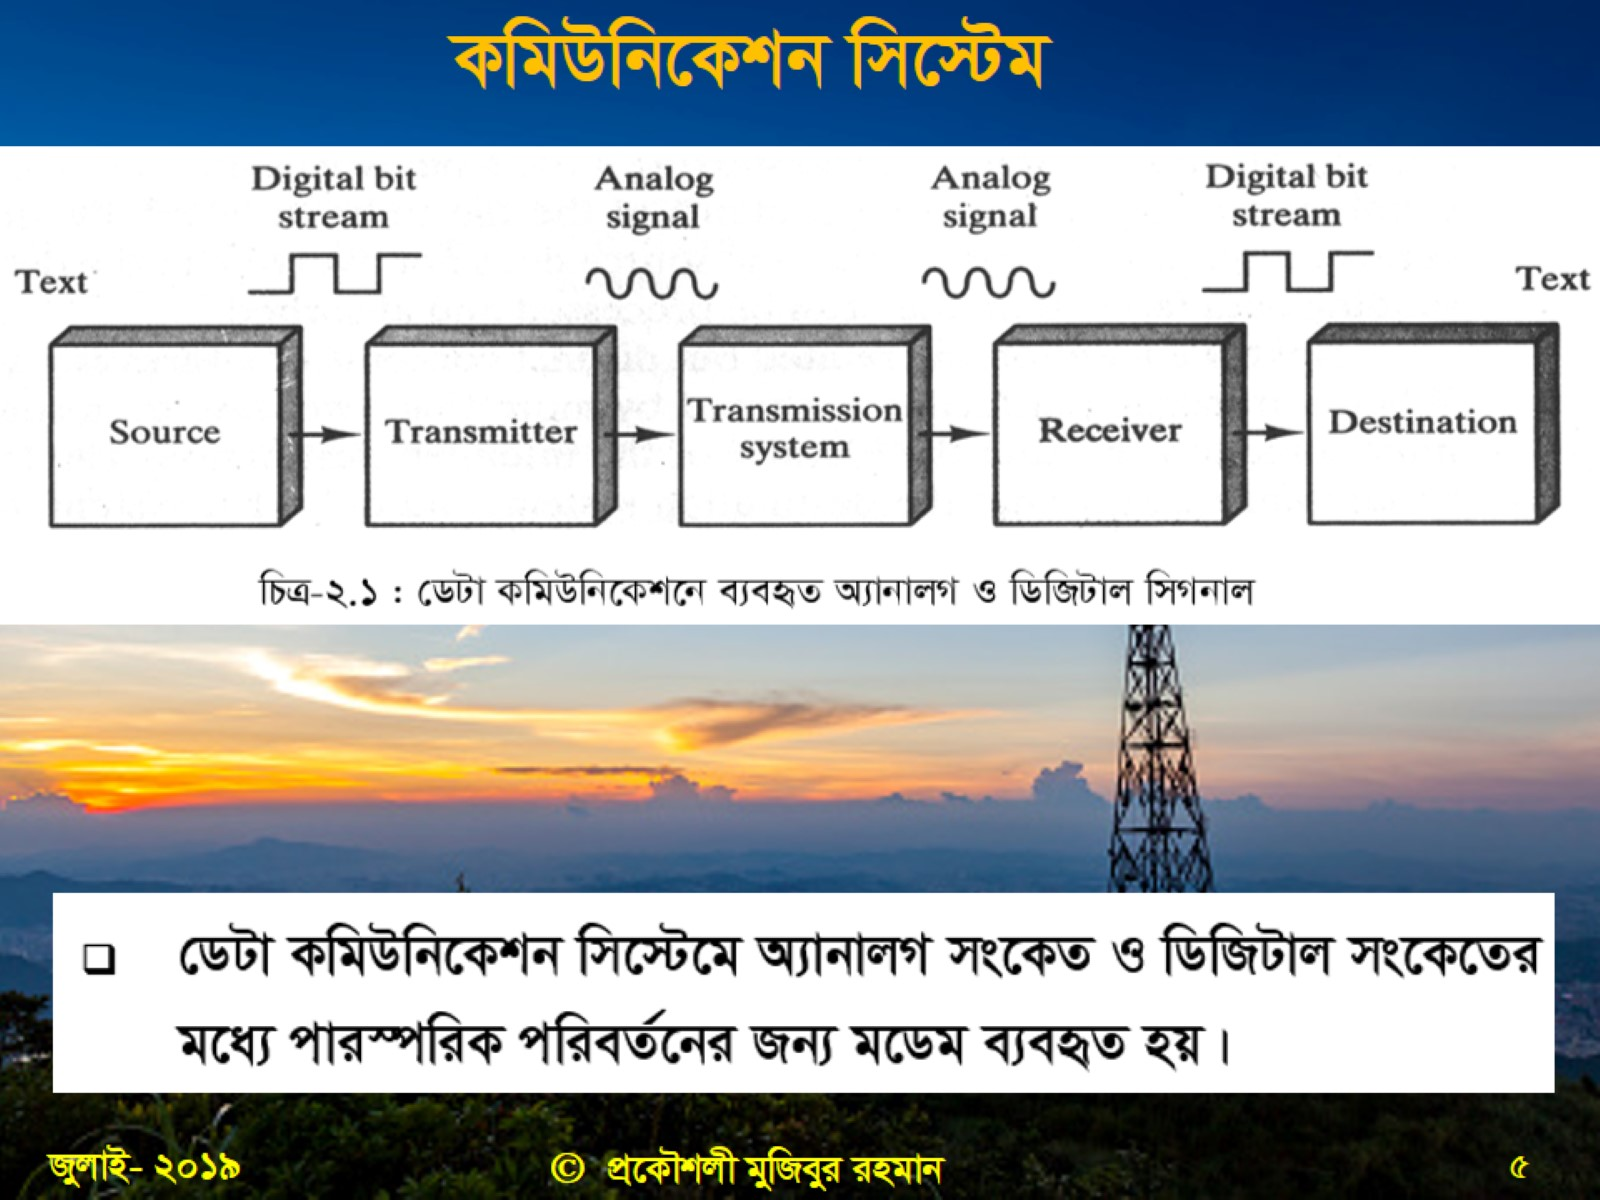 কমিউনিকেশন সিস্টেম
Digital bit
stream
Analog
signal
Analog
signal
Digital bit
stream
Text
Text
Source
Transmitter
Transmission
system
Receiver
Destination
চিত্র-২.১ : ডেটা কমিউনিকেশনে ব্যবহৃত অ্যানালগ ও ডিজিটাল সিগনাল
❑ ডেটা কমিউনিকেশন সিস্টেমে অ্যানালগ সংকেত ও ডিজিটাল সংকেতের
মধ্যে পারস্পরিক পরিবর্তনের জন্য মডেম ব্যবহৃত হয়।
জুলাই- ২০১৯
© প্রকৌশলী মুজিবুর রহমান
৫